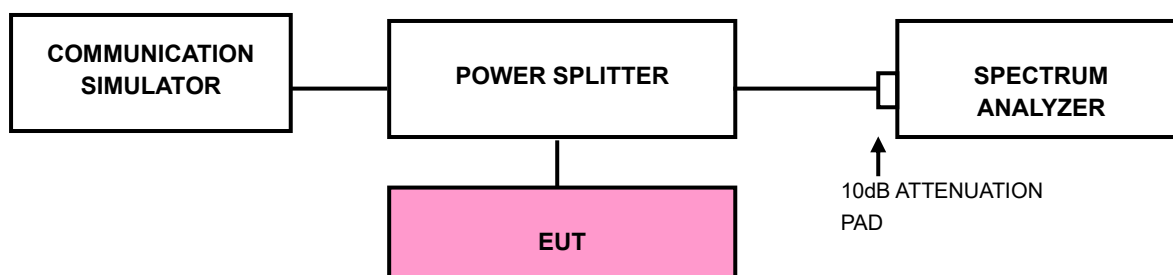 COMMUNICATION
SIMULATOR
POWER SPLITTER
SPECTRUM
ANALYZER
10dB ATTENUATION
PAD
EUT